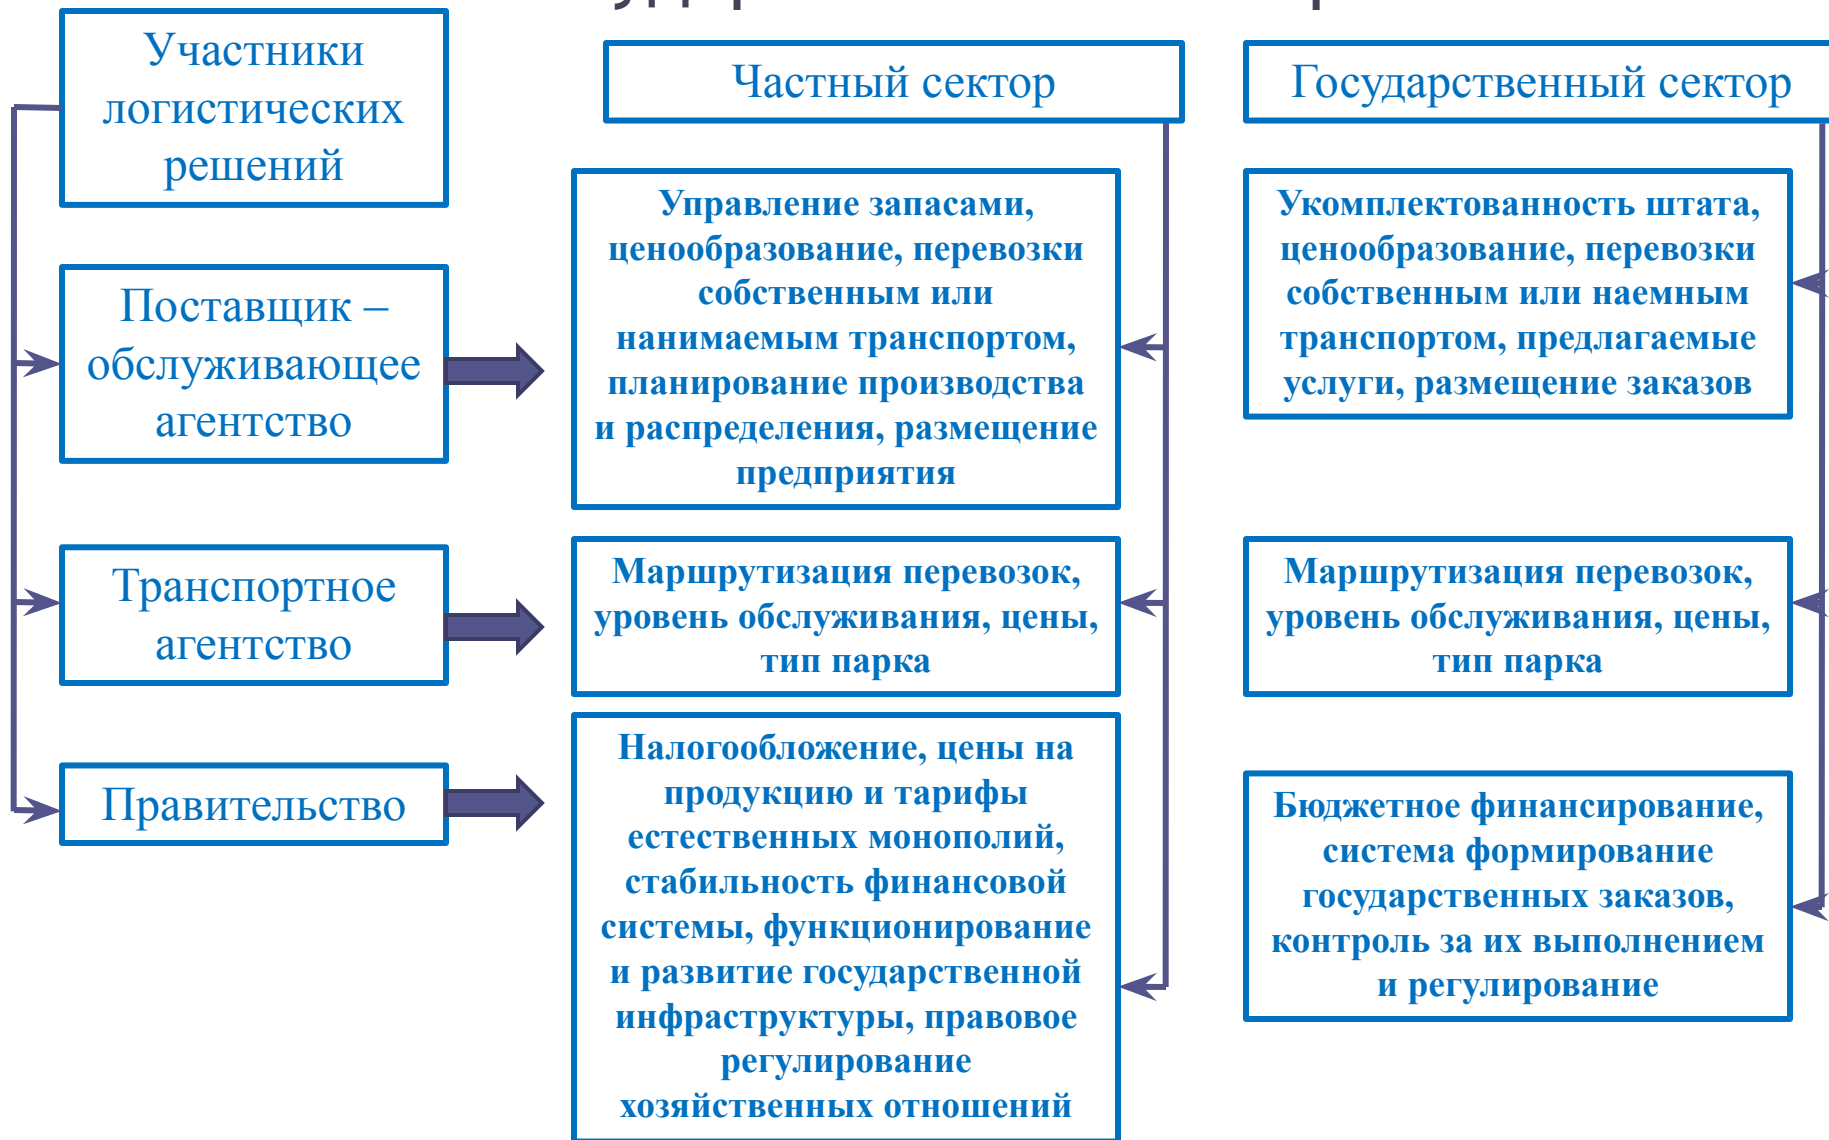 Участники
логистических
решений
Частный сектор
Государственный сектор
Поставщик –
обслуживающее
агентство
Управление запасами,
ценообразование, перевозки
собственным или
нанимаемым транспортом,
планирование производства
и распределения, размещение
предприятия
Укомплектованность штата,
ценообразование, перевозки
собственным или наемным
транспортом, предлагаемые
услуги, размещение заказов
Транспортное
агентство
Маршрутизация перевозок,
уровень обслуживания, цены,
тип парка
Маршрутизация перевозок,
уровень обслуживания, цены,
тип парка
Правительство
Налогообложение, цены на
продукцию и тарифы
естественных монополий,
стабильность финансовой
системы, функционирование
и развитие государственной
инфраструктуры, правовое
регулирование
хозяйственных отношений
Бюджетное финансирование,
система формирование
государственных заказов,
контроль за их выполнением
и регулирование